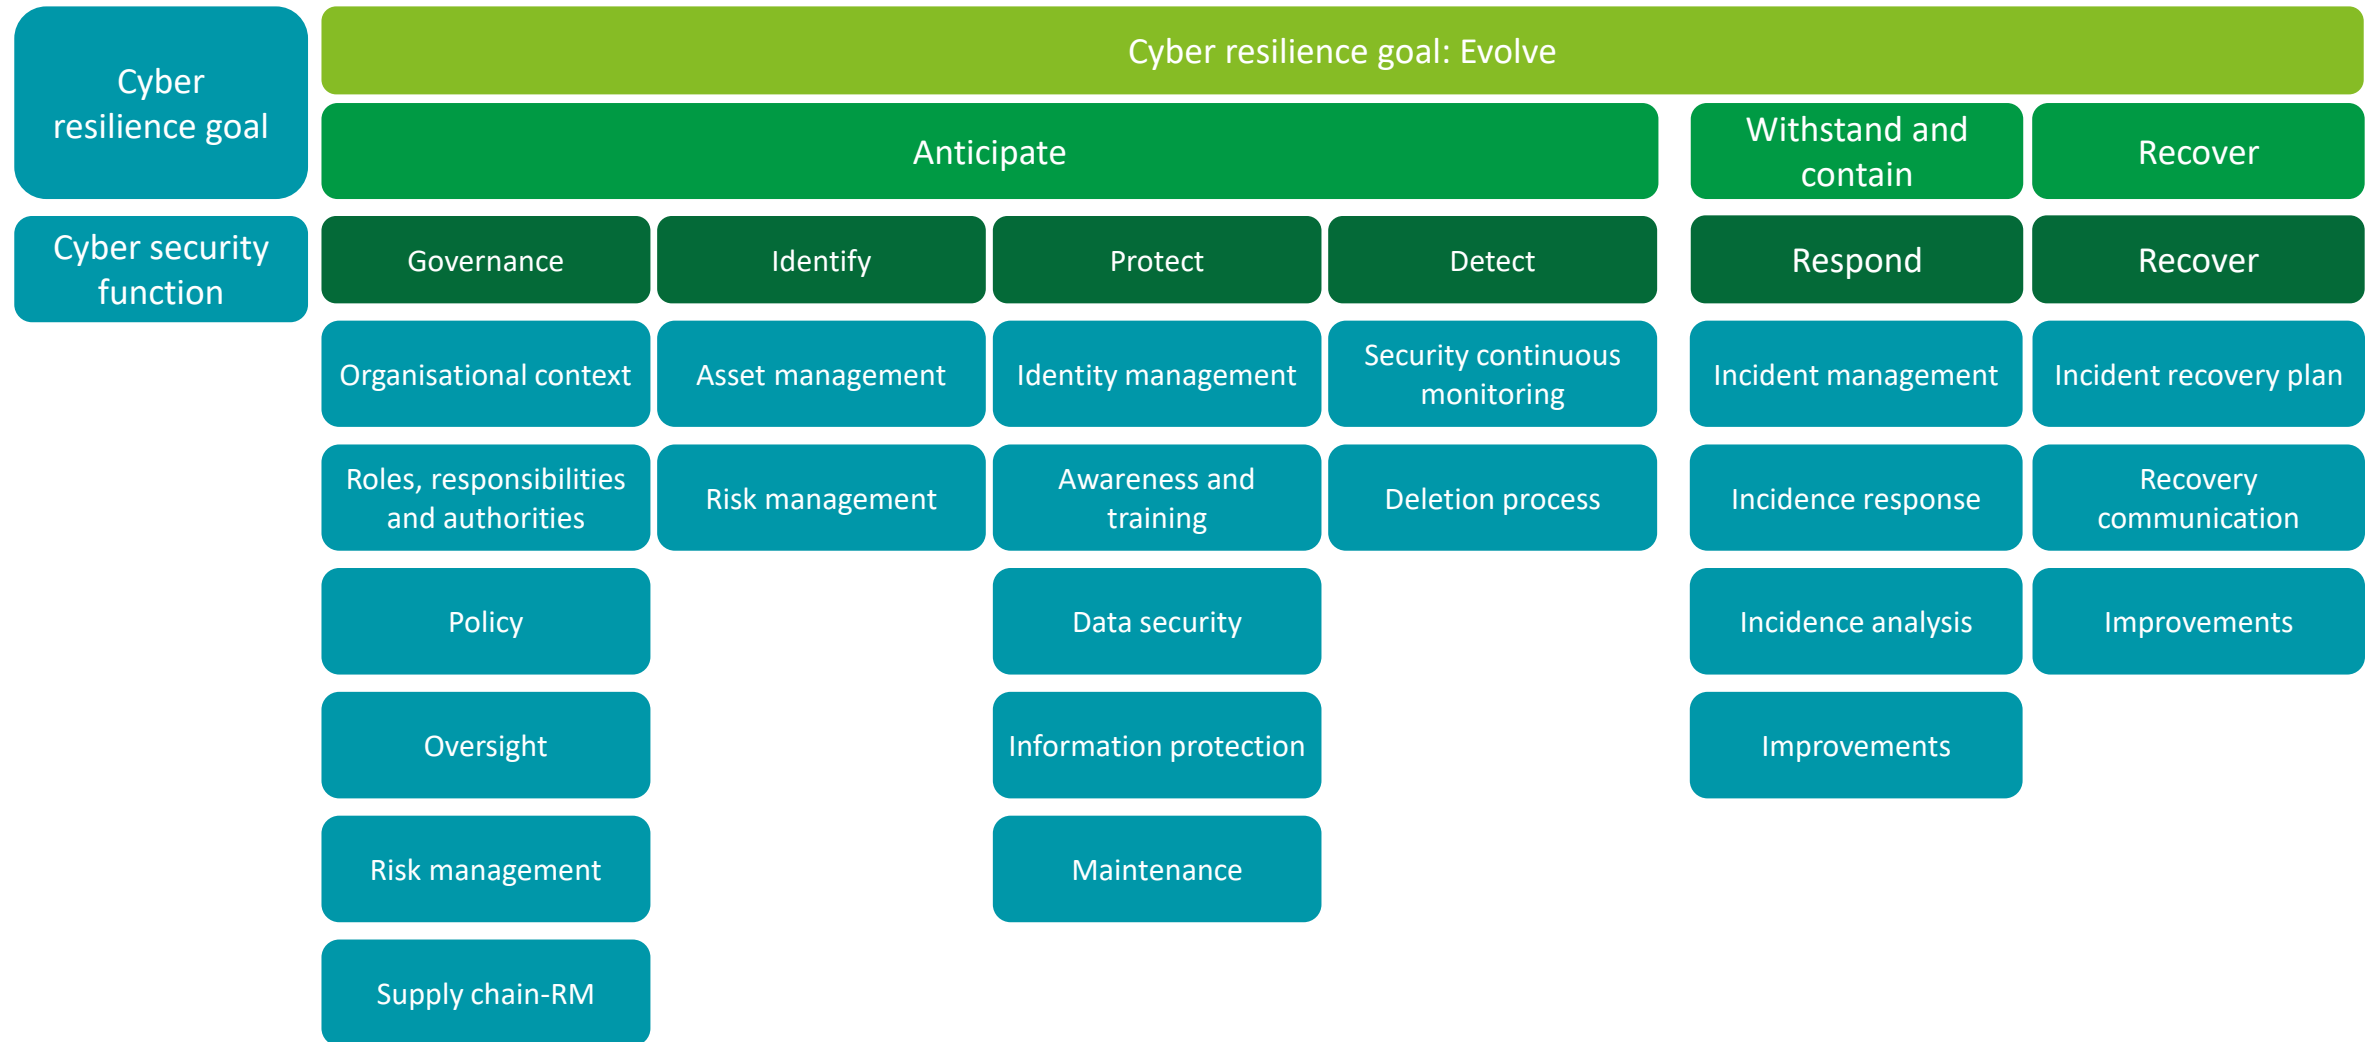 Cyber
resilience goal
Cyber resilience goal: Evolve
Anticipate
Withstand and
contain
Recover
Cyber security
function
Governance
Identify
Protect
Detect
Respond
Recover
Organisational context
Asset management
Identity management
Security continuous
monitoring
Incident management
Incident recovery plan
Roles, responsibilities
and authorities
Risk management
Awareness and
training
Deletion process
Incidence response
Recovery
communication
Policy
Data security
Incidence analysis
Improvements
Oversight
Information protection
Improvements
Risk management
Maintenance
Supply chain-RM